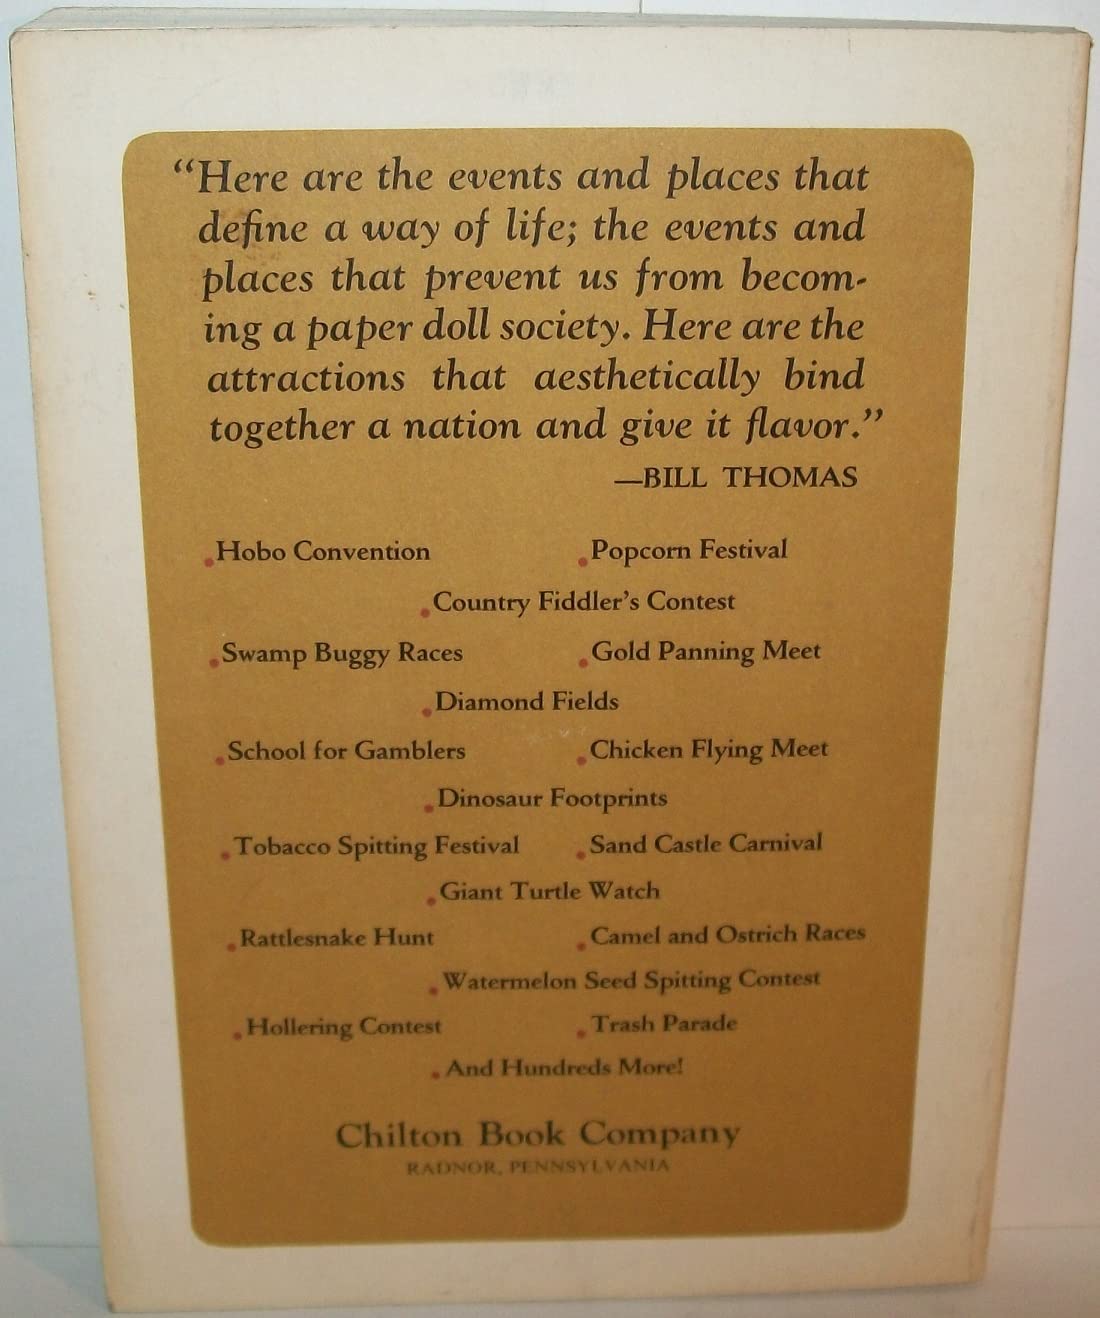 “Here are the events and places that
define a way of life; the events and
places that prevent us from becom-
ing a paper doll society. Here are the
attractions that aesthetically bind
together a nation and give it flavor.”
—BILL THOMAS
Hobo Convention
Popcorn Festival
Country Fiddler's Contest
Swamp Buggy Races
Gold Panning Meet
Diamond Fields
School for Gamblers
Chicken Flying Meet
Dinosaur Footprints
Tobacco Spitting Festival
Sand Castle Carnival
Giant Turtle Watch
Rattlesnake Hunt
Camel and Ostrich Races
Watermelon Seed Spitting Contest
Hollering Contest
Trash Parade
And Hundreds More!
Chilton Book Company
RADNOR, PENNSYLVANIA